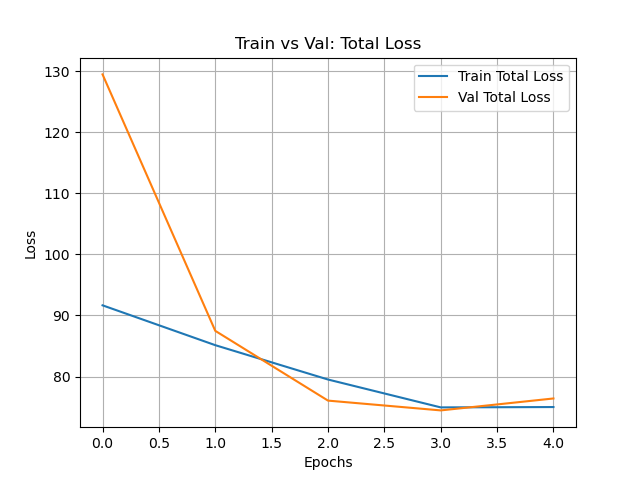 Train vs Val: Total Loss
Train Total Loss
Val Total Loss
130
120
110
100
90
80
Loss
0.0 0.5 1.0 1.5 2.0 2.5 3.0 3.5 4.0
Epochs